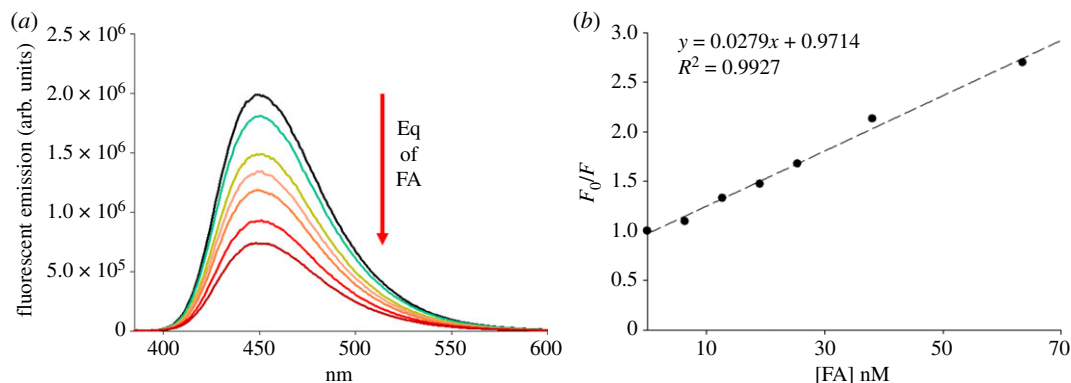 (a)
2.5 × 10⁶
2.0 × 10⁶
1.5 × 10⁶
1.0 × 10⁶
5.0 × 10⁵
0
fluorescent emission (arb. units)
Eq
of
FA
400
450
500
550
600
nm
(b)
3.0
2.5
2.0
1.5
1.0
0.5
0
F₀/F
y = 0.0279x + 0.9714
R² = 0.9927
10
30
50
70
[FA] nM